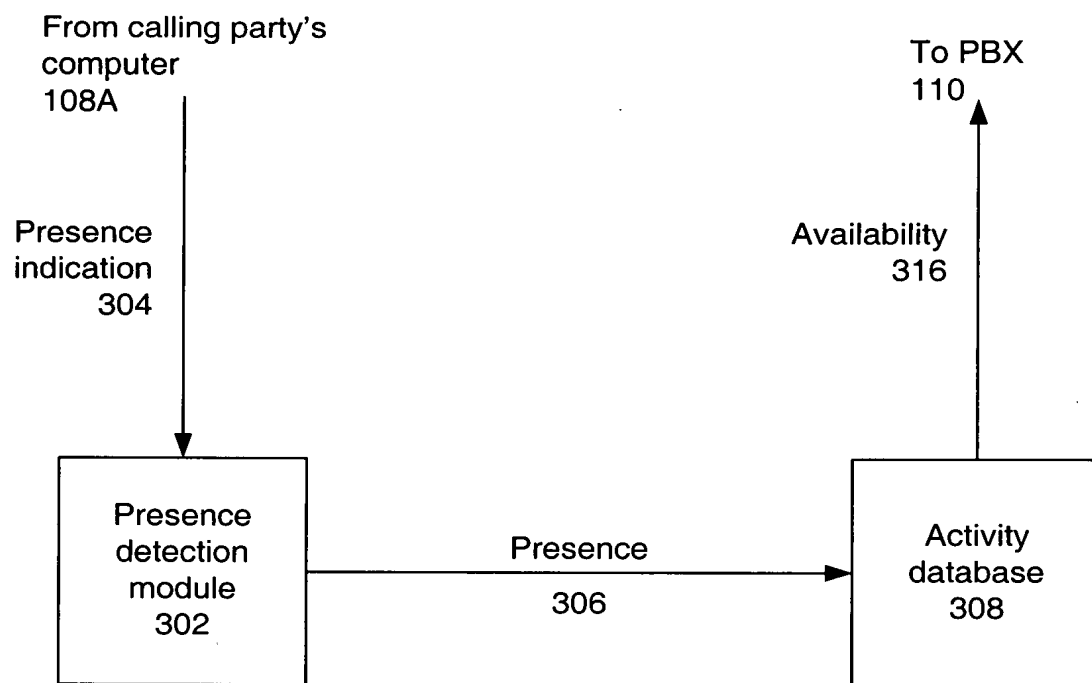 From calling party's
computer
108A
To PBX
110
Presence
indication
304
Availability
316
Presence
detection
module
302
Presence
306
Activity
database
308